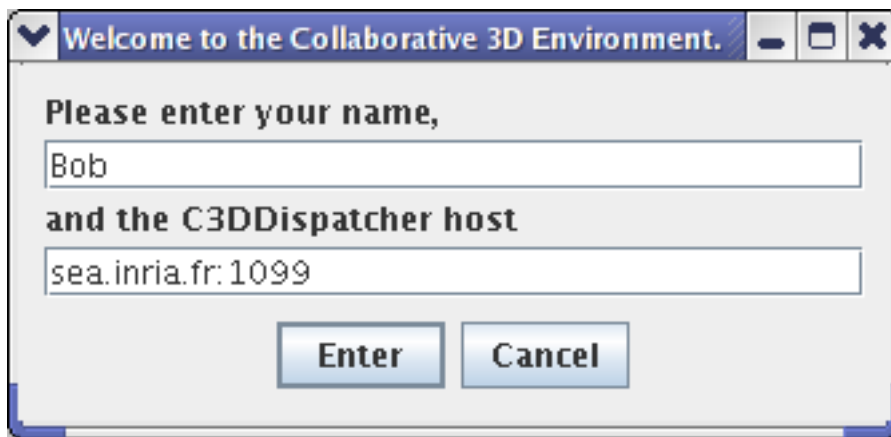 Welcome to the Collaborative 3D Environment.
Please enter your name,
Bob
and the C3DDispatcher host
sea.inria.fr:1099
Enter Cancel